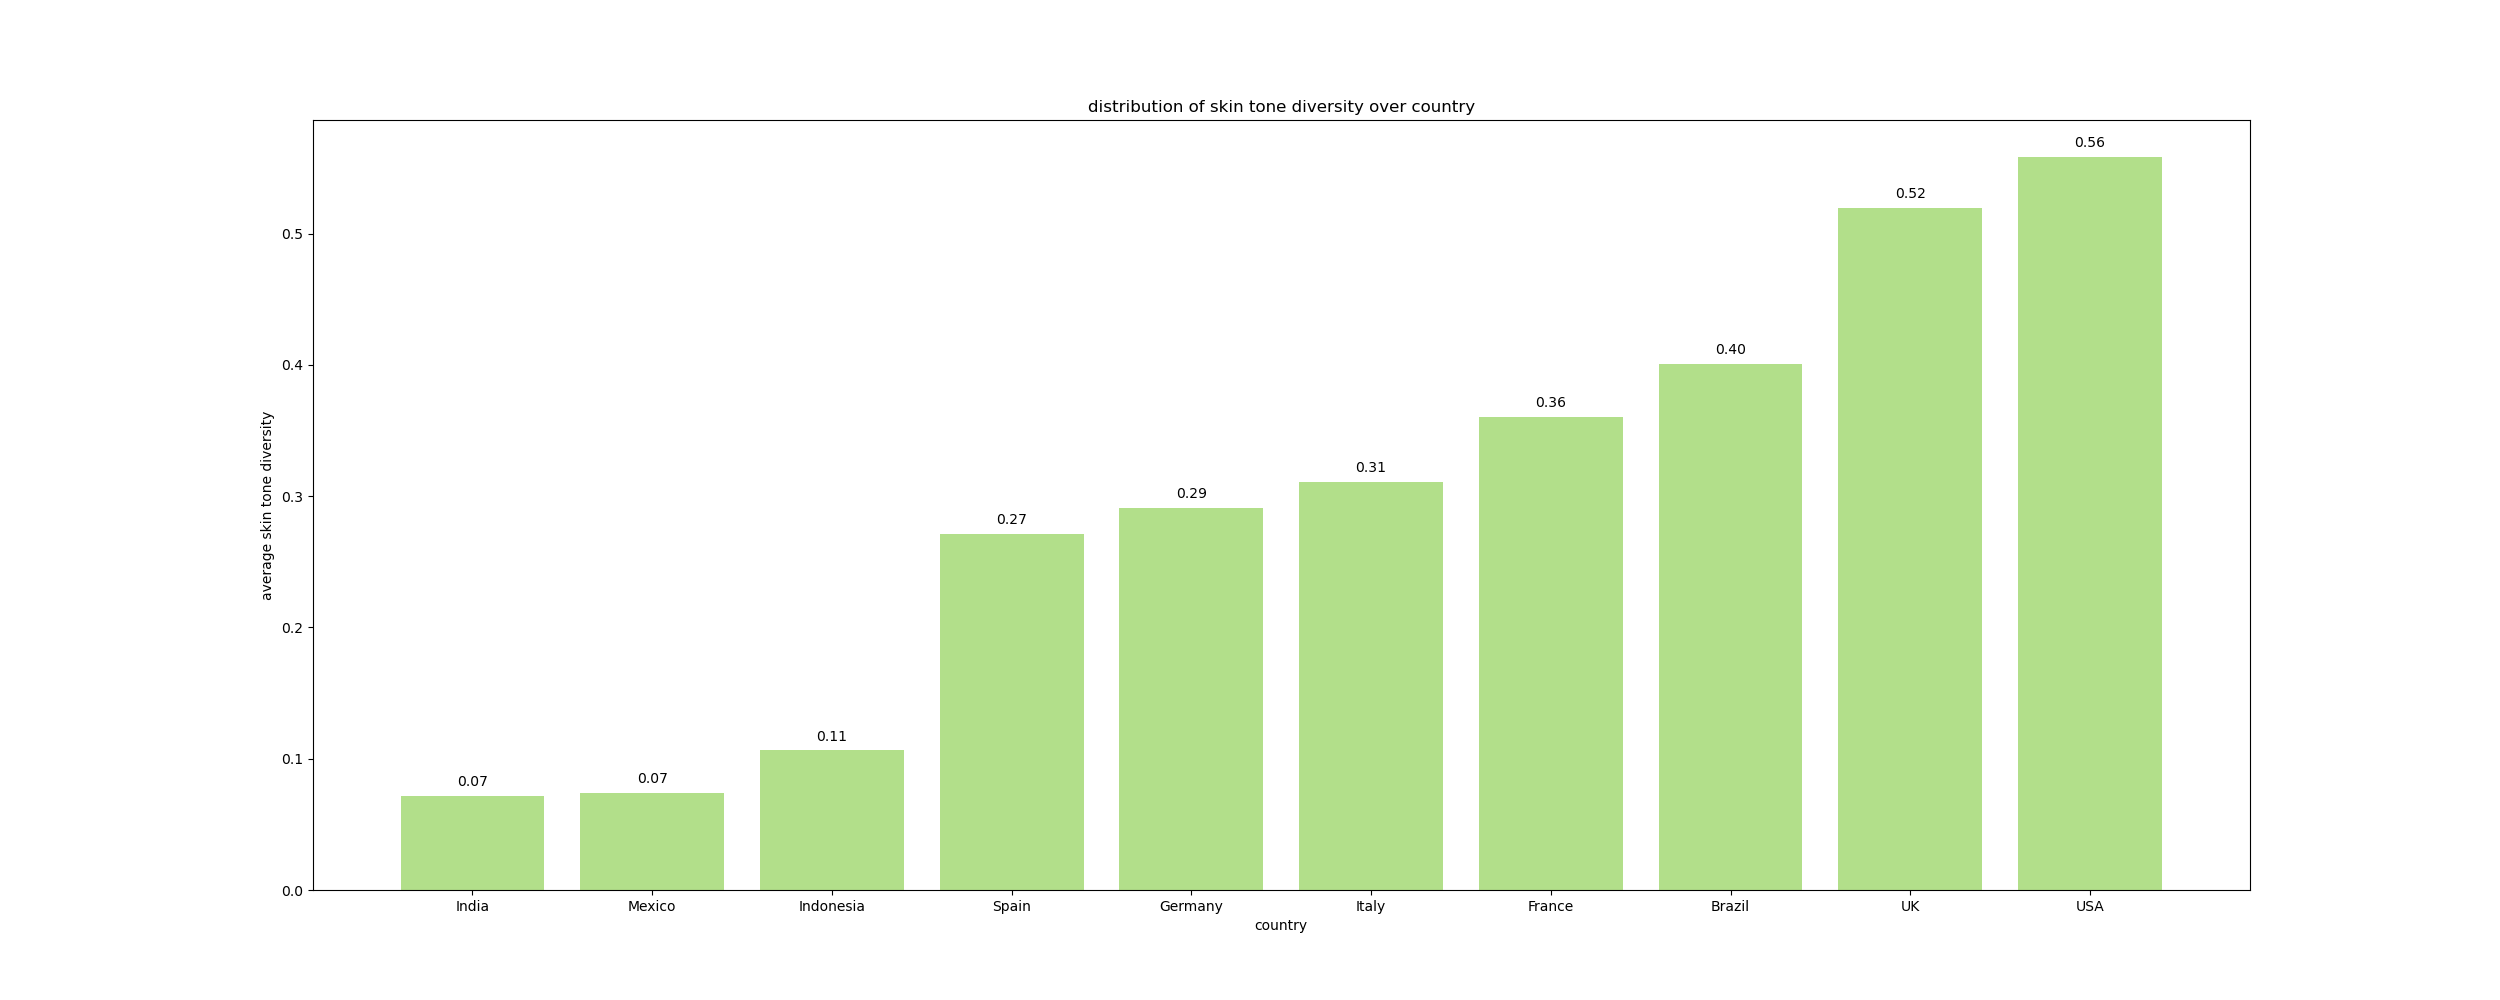 distribution of skin tone diversity over country
average skin tone diversity
0.5
0.4
0.3
0.2
0.1
0.0
0.07
0.07
0.11
0.27
0.29
0.31
0.36
0.40
0.52
0.56
India
Mexico
Indonesia
Spain
Germany
Italy
France
Brazil
UK
USA
country